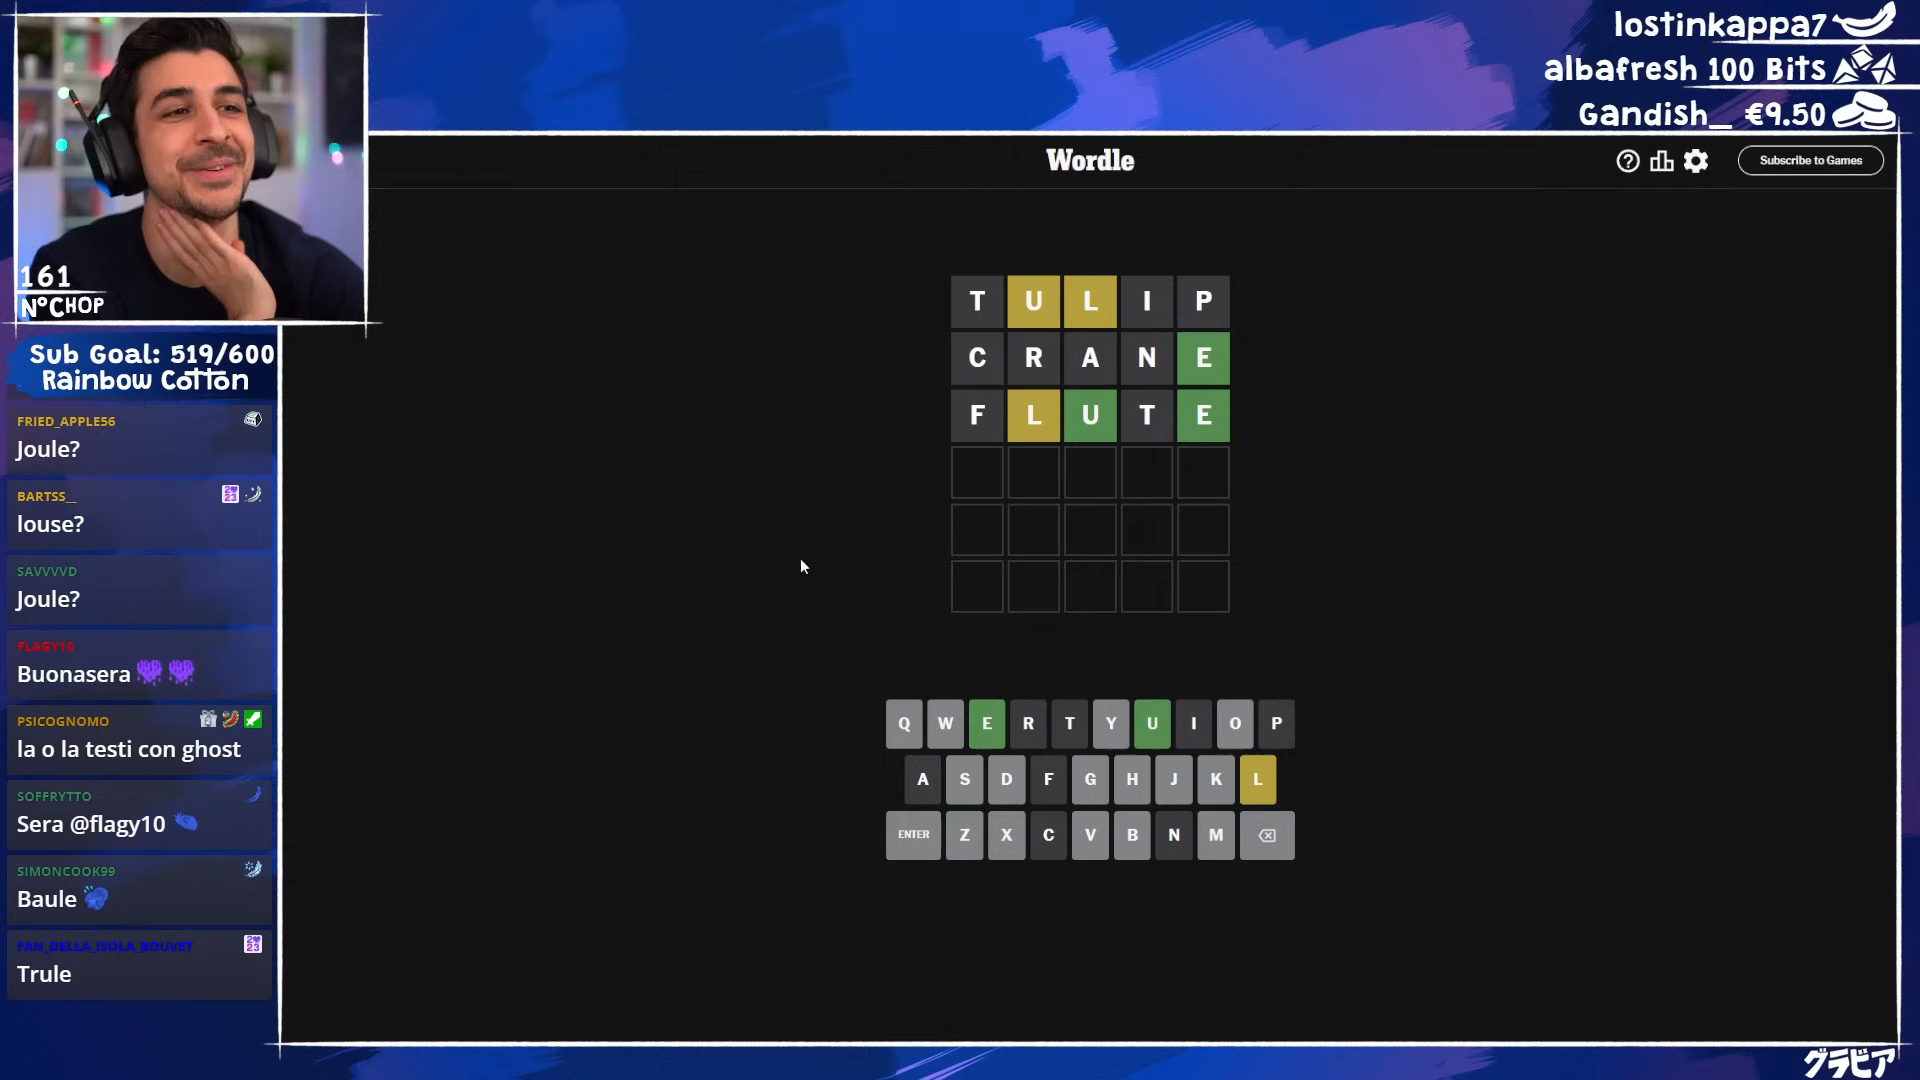 lostinkappa7
albafresh 100 Bits
Gandish_ €9.50
161
N°CHOP
Sub Goal: 519/600
Rainbow Cotton
FRIED_APPLE56
Joule?
BARTSS__
louse?
SAVVVVD
Joule?
FLAGY10
Buonasera
PSICOGNOMO
la o la testi con ghost
SOFFRYTTO
Sera @flagy10
SIMONCOOK99
Baule
FAN_DELLA_ISOLA_BOUVET
Trule
Wordle
Subscribe to Games
T U L I P
C R A N E
F L U T E
Q W E R T Y U I O P
A S D F G H J K L
ENTER Z X C V B N M
グラビア